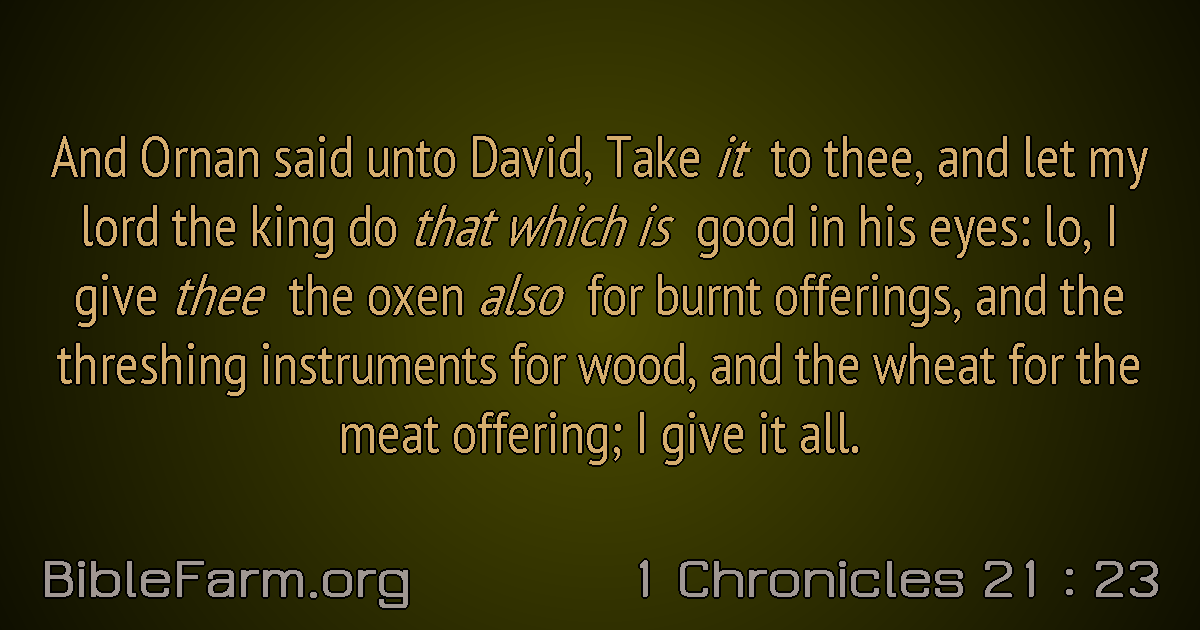 And Ornan said unto David, Take it to thee, and let my
lord the king do that which is good in his eyes: lo, I
give thee the oxen also for burnt offerings, and the
threshing instruments for wood, and the wheat for the
meat offering; I give it all.
BibleFarm.org
1 Chronicles 21 : 23